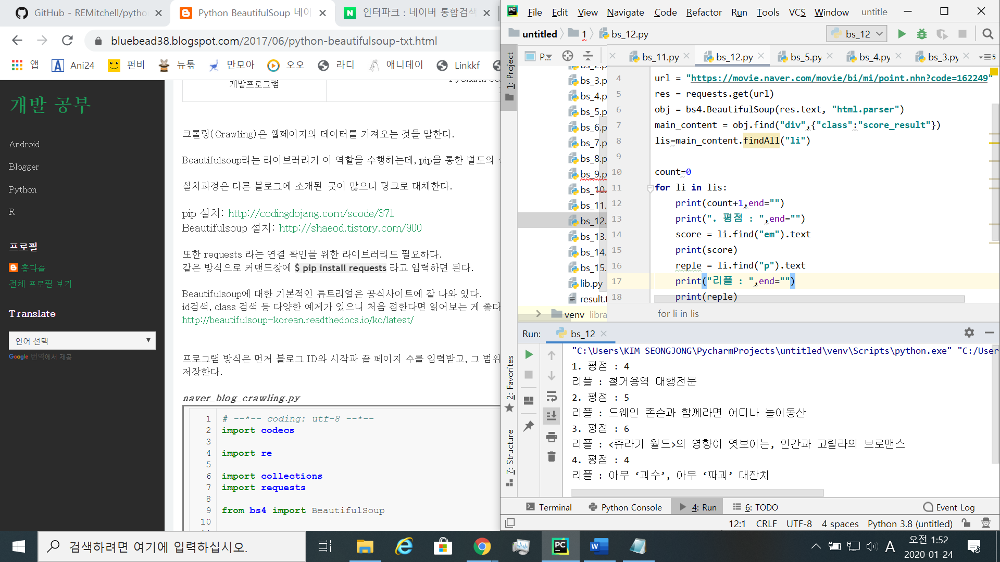 GitHub - REMitchell/pytho
Python BeautifulSoup 네이
인터파크 : 네이버 통합검색
bluebead38.blogspot.com/2017/06/python-beautifulsoup-txt.html
앱 Ani24 펀비 뉴툭 만모아 오오 라디 애니데이 Linkkf
개발 공부
Android
Blogger
Python
R
프로필
홍다슬
전체 프로필 보기
Translate
언어 선택
Google 번역에서 제공
개발프로그램
크롤링(Crawling)은 웹페이지의 데이터를 가져오는 것을 말한다.
Beautifulsoup라는 라이브러리가 이 역할을 수행하는데, pip을 통한 별도의
설치과정은 다른 블로그에 소개된 곳이 많으니 링크로 대체한다.
pip 설치: http://codingdojang.com/scode/371
Beautifulsoup 설치: http://shaeod.tistory.com/900
또한 requests 라는 연결 확인을 위한 라이브러리도 필요하다.
같은 방식으로 커맨드창에 $ pip install requests 라고 입력하면 된다.
Beautifulsoup에 대한 기본적인 튜토리얼은 공식사이트에 잘 나와 있다.
id검색, class 검색 등 다양한 예제가 있으니 처음 접한다면 읽어보는 게 좋다
http://beautifulsoup-korean.readthedocs.io/ko/latest/
프로그램 방식은 먼저 블로그 ID와 시작과 끝 페이지 수를 입력받고, 그 범위
저장한다.
naver_blog_crawling.py
1 # --*-- coding: utf-8 --*--
2 import codecs
3
4 import re
5
6 import collections
7 import requests
8
9 from bs4 import BeautifulSoup
10
File Edit View Navigate Code Refactor Run Tools VCS Window untitle
untitled 1 bs_12.py
bs_12
1: Project
P...
bs_11.py bs_12.py bs_5.py bs_4.py bs_3.py 5
bs_2.p
bs_3.p
bs_4.p
bs_5.p
bs_6.p
bs_7.p
bs_8.p
bs_9.p
bs_10.
bs_11.
bs_12.
bs_13.
bs_14.
bs_15.
lib.py
result.t
venv libra
4 url = "https://movie.naver.com/movie/bi/mi/point.nhn?code=162249"
5 res = requests.get(url)
6 obj = bs4.BeautifulSoup(res.text, "html.parser")
7 main_content = obj.find("div",{"class":"score_result"})
8 lis=main_content.findAll("li")
9
10 count=0
11 for li in lis:
12 print(count+1,end="")
13 print(". 평점 : ",end="")
14 score = li.find("em").text
15 print(score)
16 reple = li.find("p").text
17 print("리플 : ",end="")
18 print(reple)
for li in lis
Run: bs_12
2: Favorites
7: Structure
"C:\Users\KIM SEONGJONG\PycharmProjects\untitled\venv\Scripts\python.exe" "C:/User
1. 평점 : 4
리플 : 철거용역 대행전문
2. 평점 : 5
리플 : 드웨인 존슨과 함께라면 어디나 놀이동산
3. 평점 : 6
리플 : <쥬라기 월드>의 영향이 엿보이는, 인간과 고릴라의 브로맨스
4. 평점 : 4
리플 : 아무 ‘괴수’, 아무 ‘파괴’ 대잔치
Terminal Python Console 4: Run 6: TODO Event Log
12:1 CRLF UTF-8 4 spaces Python 3.8 (untitled)
검색하려면 여기에 입력하십시오.
A
오전 1:52
2020-01-24